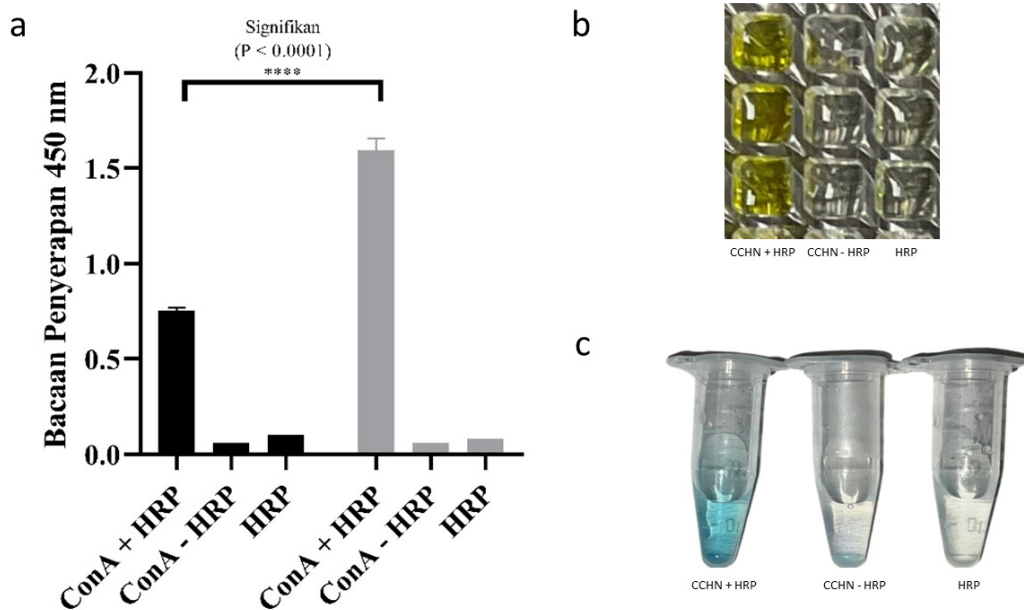 a
Signifikan
(P < 0.0001)
****
Bacaan Penyerapan 450 nm
2.0
1.5
1.0
0.5
0.0
ConA + HRP
ConA - HRP
HRP
ConA + HRP
ConA - HRP
HRP
b
CCHN + HRP
CCHN - HRP
HRP
c
CCHN + HRP
CCHN - HRP
HRP